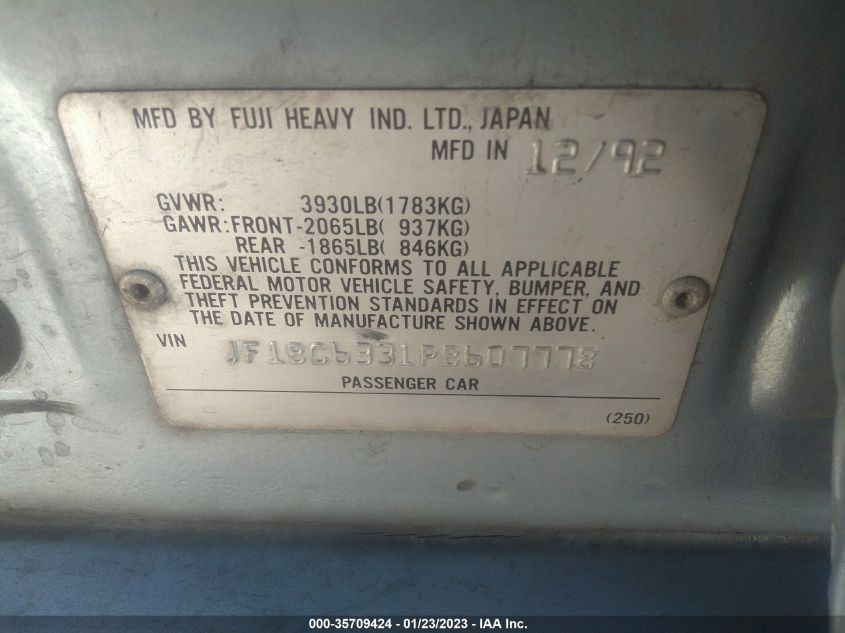 MFD BY FUJI HEAVY IND. LTD., JAPAN
MFD IN 12/92
GVWR: 3930LB(1783KG)
GAWR:FRONT-2065LB( 937KG)
REAR -1865LB( 846KG)
THIS VEHICLE CONFORMS TO ALL APPLICABLE
FEDERAL MOTOR VEHICLE SAFETY, BUMPER, AND
THEFT PREVENTION STANDARDS IN EFFECT ON
THE DATE OF MANUFACTURE SHOWN ABOVE.
VIN JF1BC6331PB607778
PASSENGER CAR
(250)
000-35709424 - 01/23/2023 - IAA Inc.